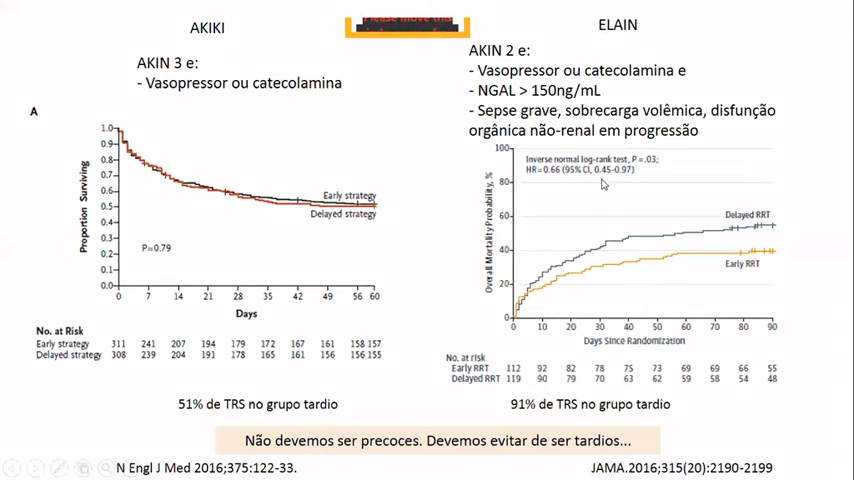 AKIKI
Please move this
ELAIN
AKIN 3 e:
- Vasopressor ou catecolamina
AKIN 2 e:
- Vasopressor ou catecolamina e
- NGAL > 150ng/mL
- Sepse grave, sobrecarga volêmica, disfunção
orgânica não-renal em progressão
A
Proportion Surviving
1.0
0.9
0.8
0.7
0.6
0.5
0.4
0.3
0.2
0.1
0.0
Early strategy
Delayed strategy
P=0.79
0 7 14 21 28 35 42 49 56 60
Days
No. at Risk
Early strategy 311 241 207 194 179 172 167 161 158 157
Delayed strategy 308 239 204 191 178 165 161 156 156 155
Overall Mortality Probability, %
100
80
60
40
20
0
Inverse normal log-rank test, P = .03;
HR = 0.66 (95% CI, 0.45-0.97)
Delayed RRT
Early RRT
0 10 20 30 40 50 60 70 80 90
Days Since Randomization
No. at risk
Early RRT 112 92 82 78 75 73 69 69 66 55
Delayed RRT 119 90 79 70 63 62 59 58 54 48
51% de TRS no grupo tardio
91% de TRS no grupo tardio
Não devemos ser precoces. Devemos evitar de ser tardios...
N Engl J Med 2016;375:122-33.
JAMA.2016;315(20):2190-2199